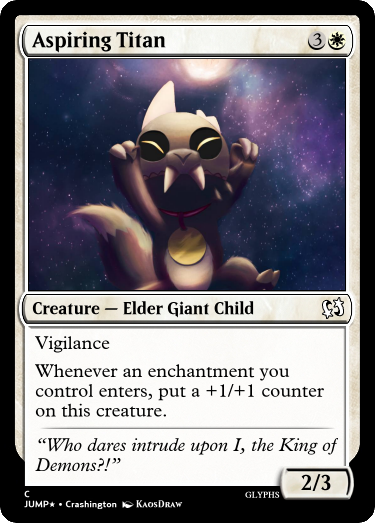 Aspiring Titan 3
Creature — Elder Giant Child
Vigilance
Whenever an enchantment you
control enters, put a +1/+1 counter
on this creature.
“Who dares intrude upon I, the King of
Demons?!”
2/3
C
JUMP★ • Crashington KaosDraw
GLYPHS